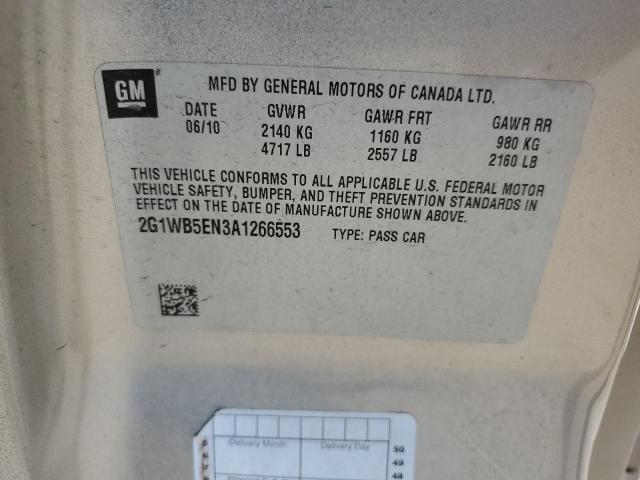 GM
MFD BY GENERAL MOTORS OF CANADA LTD.
DATE GVWR GAWR FRT GAWR RR
06/10 2140 KG 1160 KG 980 KG
4717 LB 2557 LB 2160 LB
THIS VEHICLE CONFORMS TO ALL APPLICABLE U.S. FEDERAL MOTOR
VEHICLE SAFETY, BUMPER, AND THEFT PREVENTION STANDARDS IN
EFFECT ON THE DATE OF MANUFACTURE SHOWN ABOVE.
2G1WB5EN3A1266553 TYPE: PASS CAR
Delivery Month Delivery Day
5 50
6 49
7 48